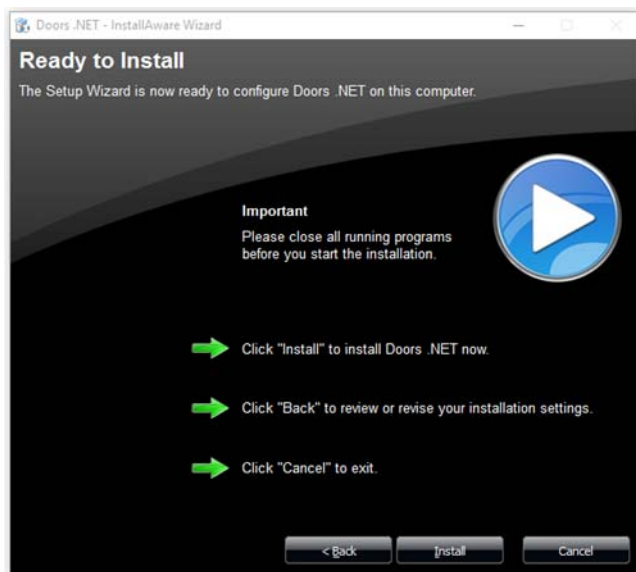 Doors .NET - InstallAware Wizard
Ready to Install
The Setup Wizard is now ready to configure Doors .NET on this computer.
Important
Please close all running programs
before you start the installation.
Click "Install" to install Doors .NET now.
Click "Back" to review or revise your installation settings.
Click "Cancel" to exit.
< Back
Install
Cancel